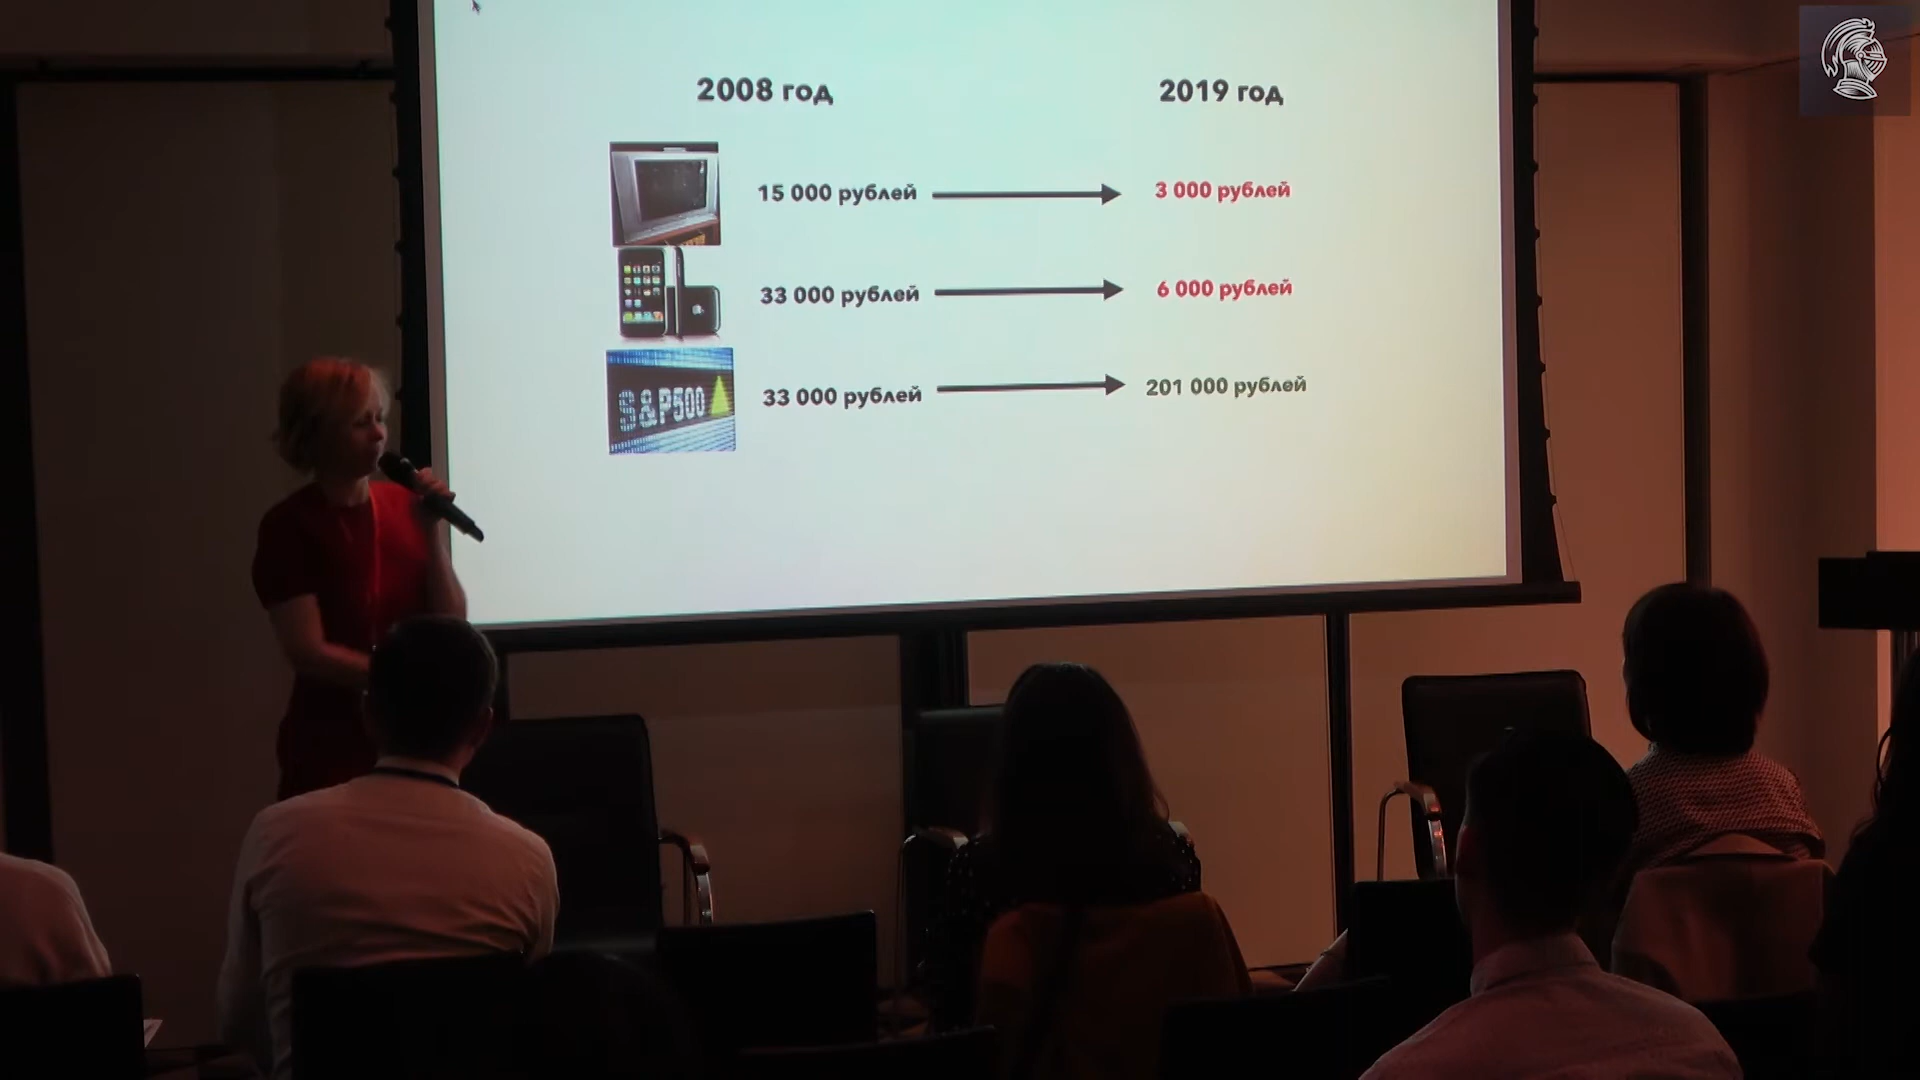 2008 год 2019 год
15 000 рублей 3 000 рублей
33 000 рублей 6 000 рублей
S&P500 33 000 рублей 201 000 рублей